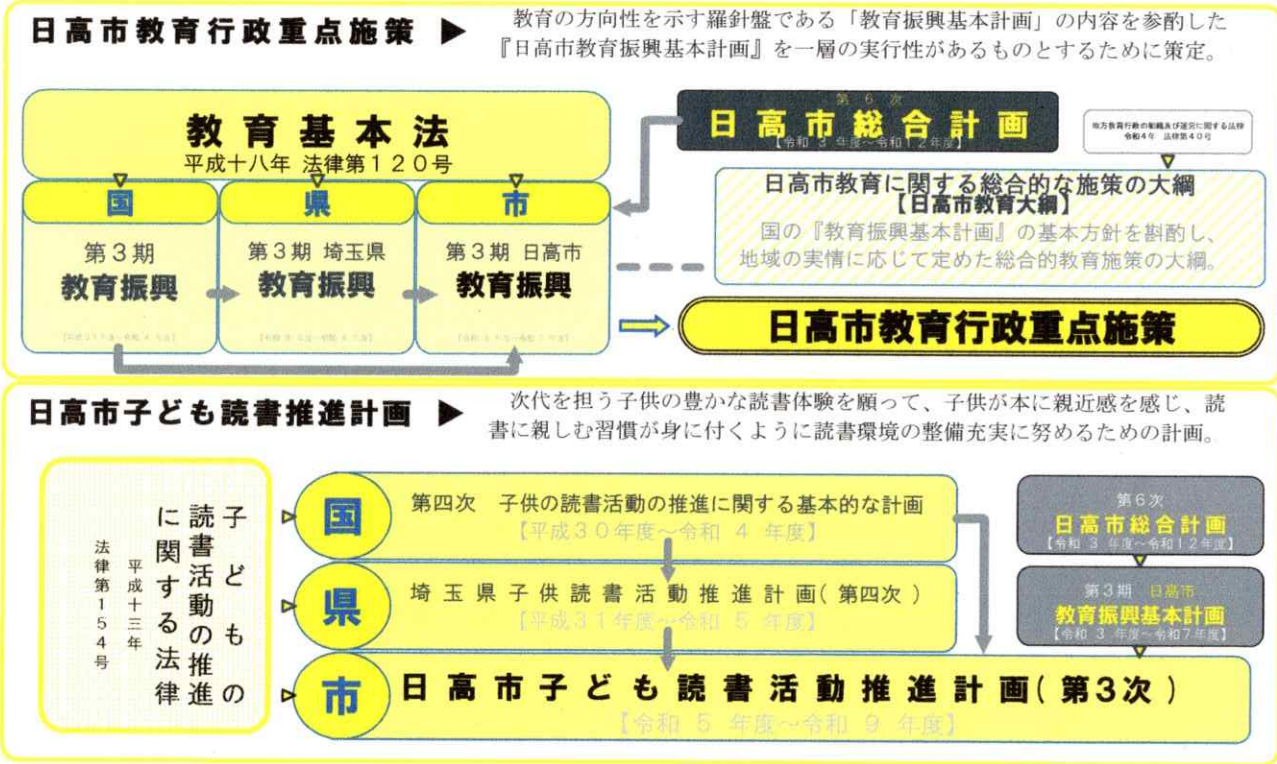 日高市教育行政重点施策 ▶
教育の方向性を示す羅針盤である「教育振興基本計画」の内容を参酌した
『日高市教育振興基本計画』を一層の実行性があるものとするために策定。
教育基本法
平成十八年 法律第120号
第6次
日高市総合計画
【令和 3 年度~令和12年度】
地方教育行政の組織及び運営に関する法律
令和4年 法律第40号
国
県
市
第3期
教育振興
第3期 埼玉県
教育振興
第3期 日高市
教育振興
日高市教育に関する総合的な施策の大綱
【日高市教育大綱】
国の『教育振興基本計画』の基本方針を斟酌し、
地域の実情に応じて定めた総合的教育施策の大綱。
日高市教育行政重点施策
日高市子ども読書推進計画 ▶
次代を担う子供の豊かな読書体験を願って、子供が本に親近感を感じ、読
書に親しむ習慣が身に付くように読書環境の整備充実に努めるための計画。
子どもの
読書活動の推進
に関する法律
平成十三年
法律第154号
国
第四次 子供の読書活動の推進に関する基本的な計画
【平成30年度~令和 4 年度】
県
埼玉県子供読書活動推進計画(第四次)
【平成31年度~令和 5 年度】
市
日高市子ども読書活動推進計画(第3次)
【令和 5 年度~令和 9 年度】
第6次
日高市総合計画
【令和 3 年度~令和12年度】
第3期 日高市
教育振興基本計画
【令和 3 年度~令和7年度】